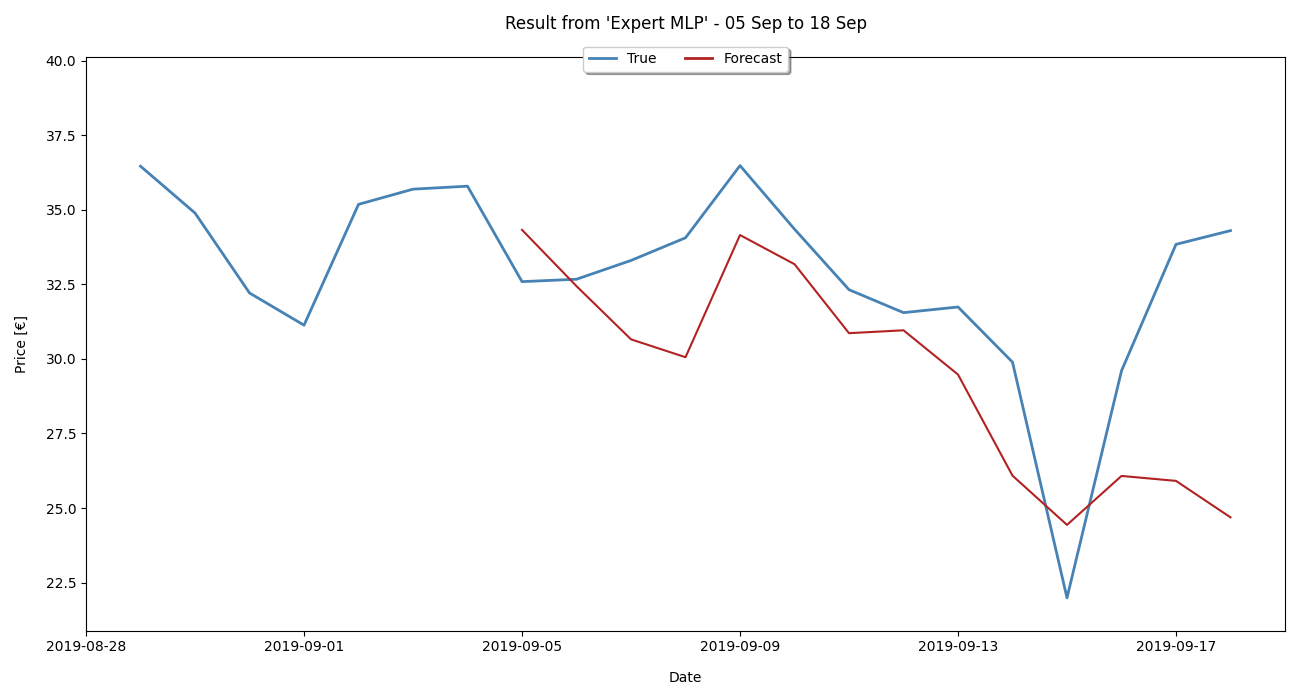 Result from 'Expert MLP' - 05 Sep to 18 Sep
True
Forecast
40.0
37.5
35.0
32.5
30.0
27.5
25.0
22.5
Price [€]
2019-08-28
2019-09-01
2019-09-05
2019-09-09
2019-09-13
2019-09-17
Date